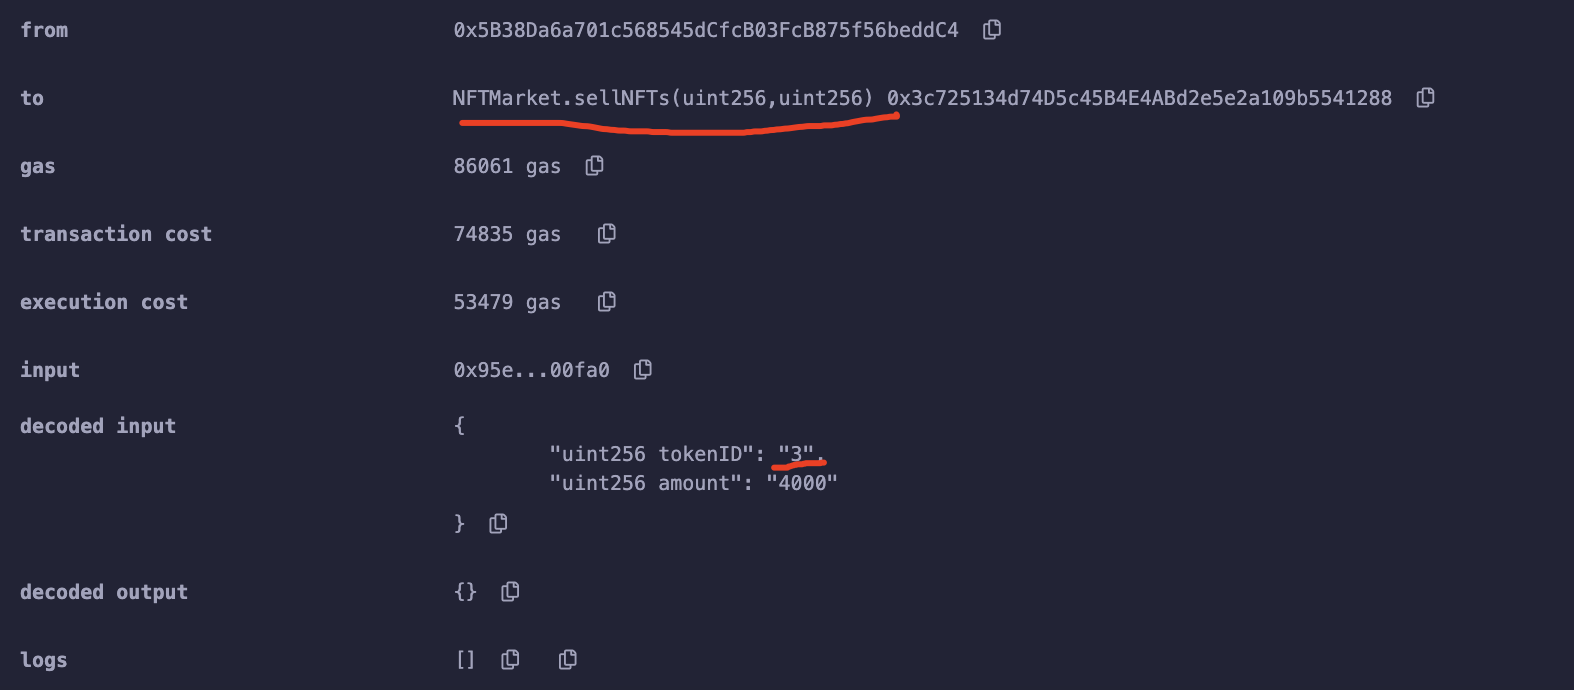 from 0x5B38Da6a701c568545dCfcB03FcB875f56beddC4
to NFTMarket.sellNFTs(uint256,uint256) 0x3c725134d74D5c45B4E4ABd2e5e2a109b5541288
gas 86061 gas
transaction cost 74835 gas
execution cost 53479 gas
input 0x95e...00fa0
decoded input {
"uint256 tokenID": "3",
"uint256 amount": "4000"
}
decoded output {}
logs []